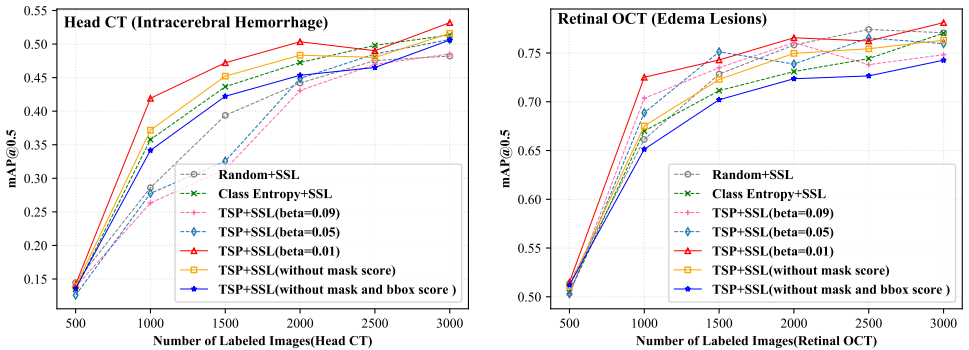 Head CT (Intracerebral Hemorrhage)
mAP@0.5
0.55
0.50
0.45
0.40
0.35
0.30
0.25
0.20
0.15
Random+SSL
Class Entropy+SSL
TSP+SSL(beta=0.09)
TSP+SSL(beta=0.05)
TSP+SSL(beta=0.01)
TSP+SSL(without mask score)
TSP+SSL(without mask and bbox score )
500 1000 1500 2000 2500 3000
Number of Labeled Images(Head CT)
Retinal OCT (Edema Lesions)
mAP@0.5
0.75
0.70
0.65
0.60
0.55
0.50
Random+SSL
Class Entropy+SSL
TSP+SSL(beta=0.09)
TSP+SSL(beta=0.05)
TSP+SSL(beta=0.01)
TSP+SSL(without mask score)
TSP+SSL(without mask and bbox score )
500 1000 1500 2000 2500 3000
Number of Labeled Images(Retinal OCT)